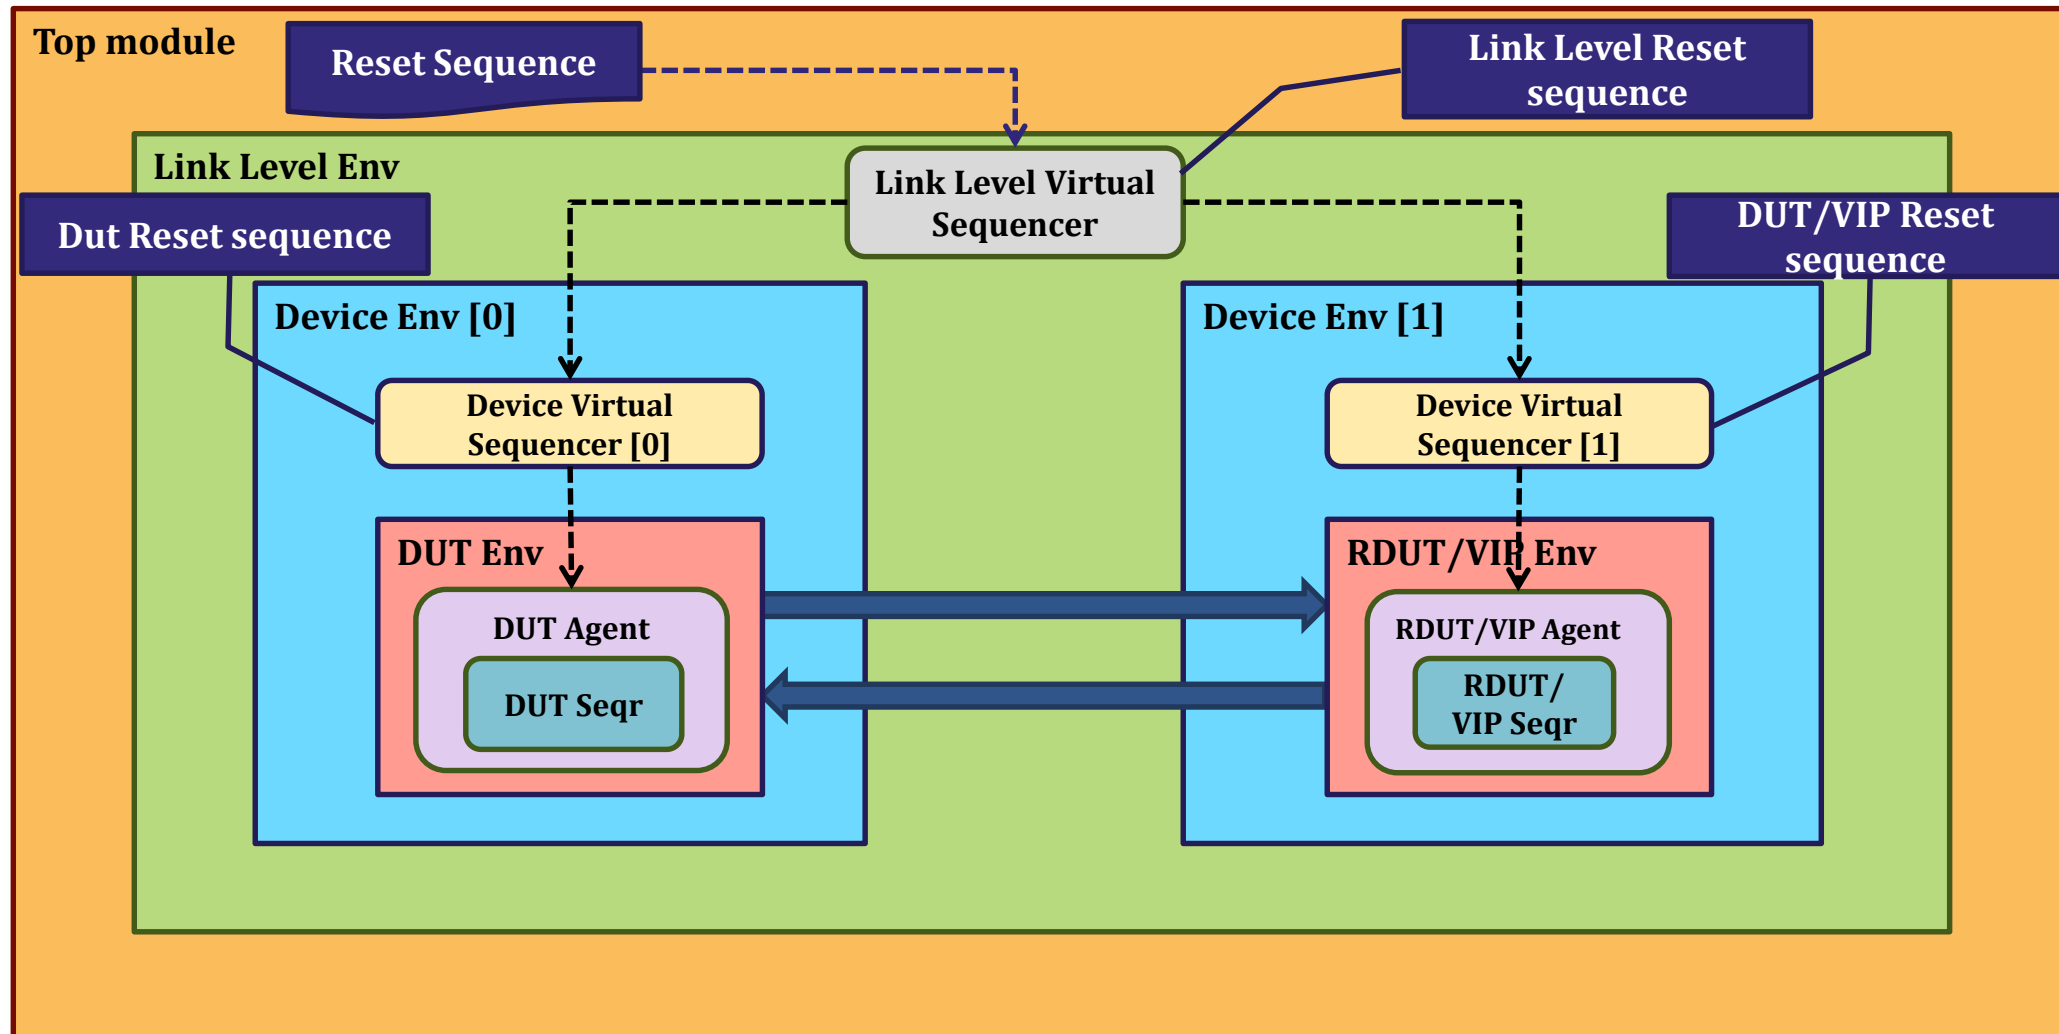 Top module
Reset Sequence
Link Level Reset
sequence
Link Level Env
Link Level Virtual
Sequencer
Dut Reset sequence
DUT/VIP Reset
sequence
Device Env [0]
Device Env [1]
Device Virtual
Sequencer [0]
Device Virtual
Sequencer [1]
DUT Env
RDUT/VIP Env
DUT Agent
RDUT/VIP Agent
DUT Seqr
RDUT/
VIP Seqr